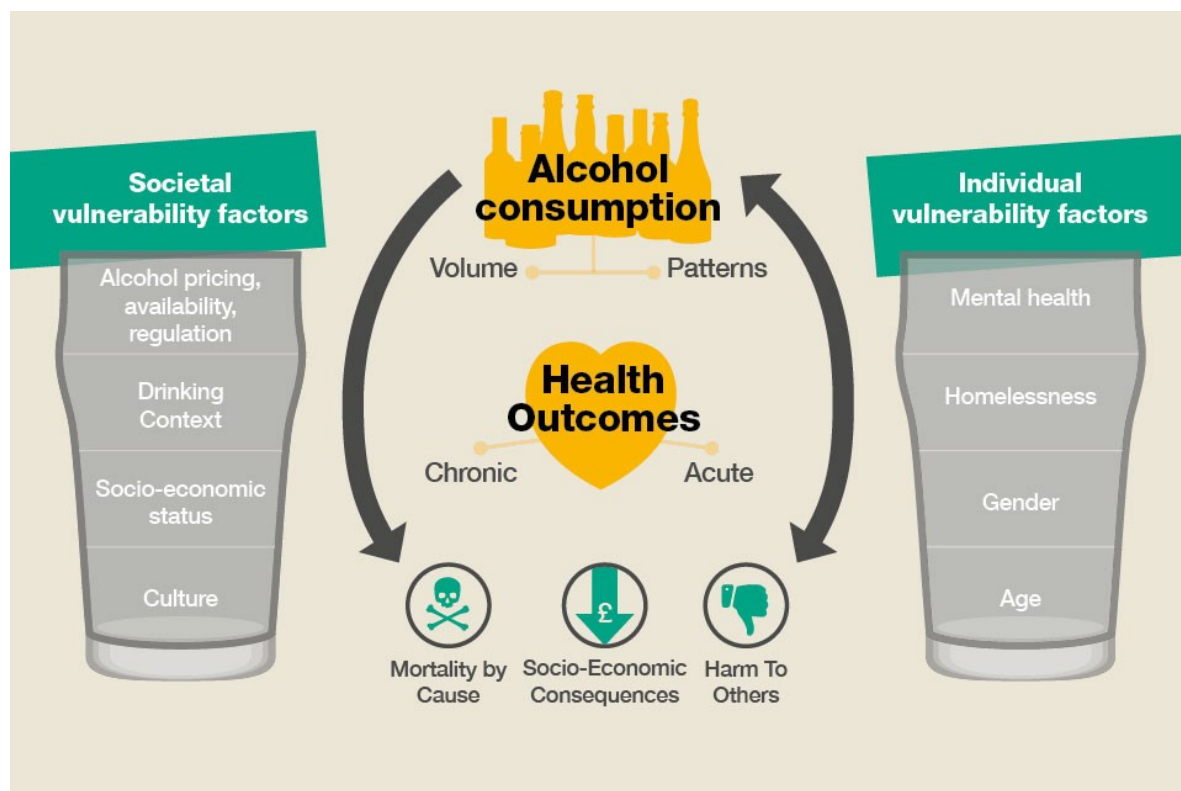 Societal
vulnerability factors
Alcohol pricing,
availability,
regulation
Drinking
Context
Socio-economic
status
Culture
Alcohol
consumption
Volume
Patterns
Health
Outcomes
Chronic
Acute
£
Mortality by
Cause
Socio-Economic
Consequences
Harm To
Others
Individual
vulnerability factors
Mental health
Homelessness
Gender
Age